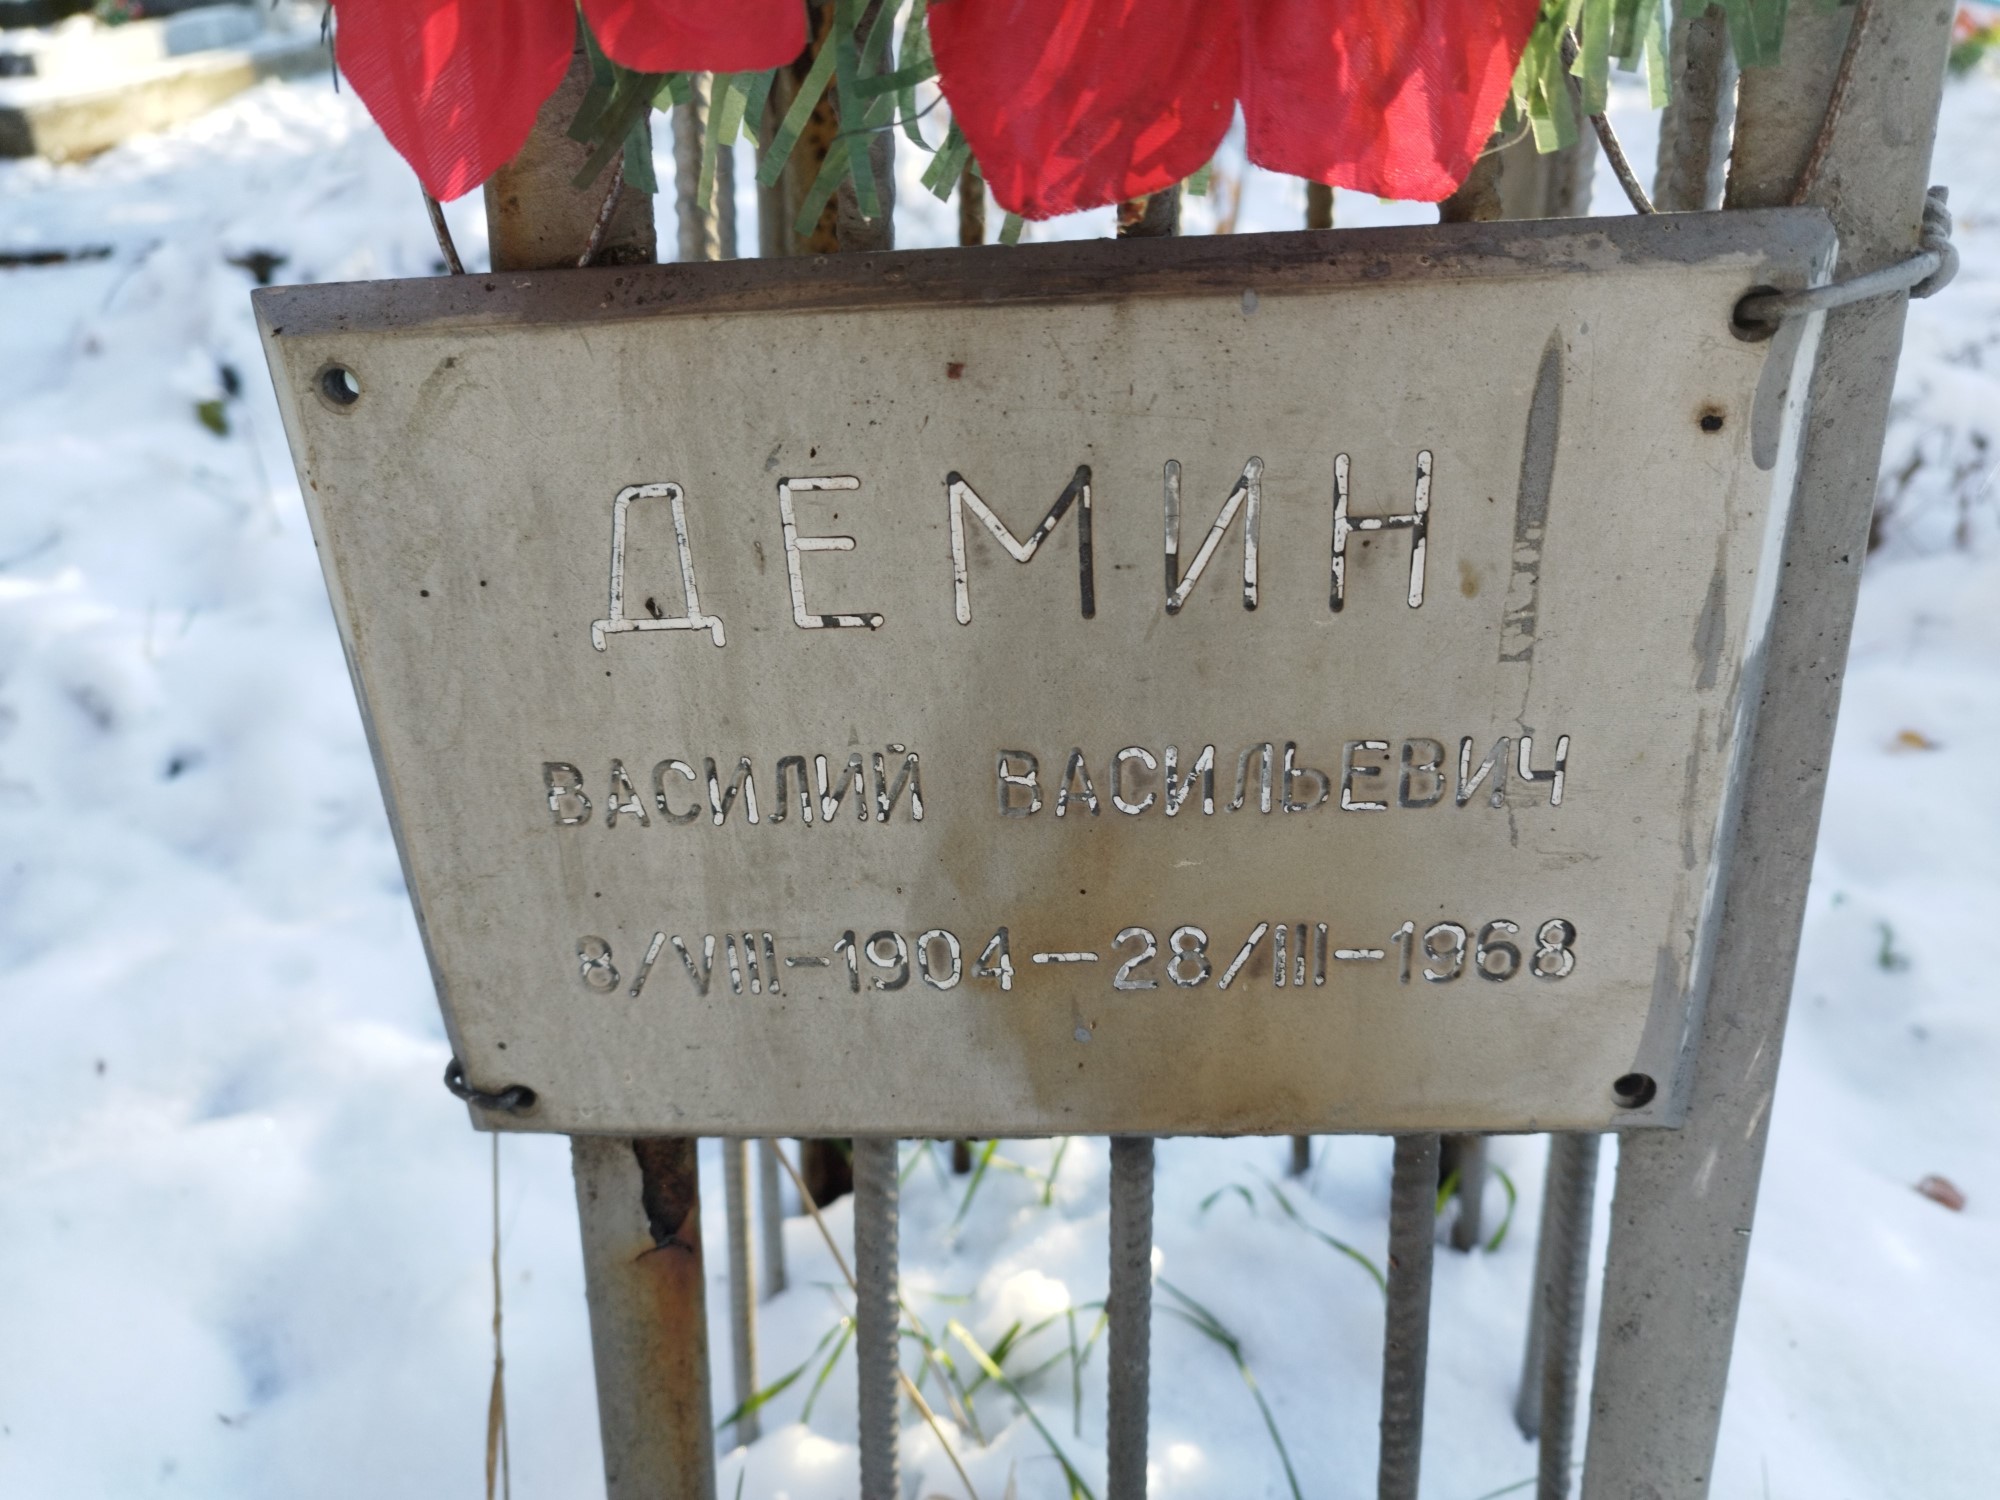 ДЕМИН
ВАСИЛИЙ ВАСИЛЬЕВИЧ
8/VIII-1904—28/III-1968